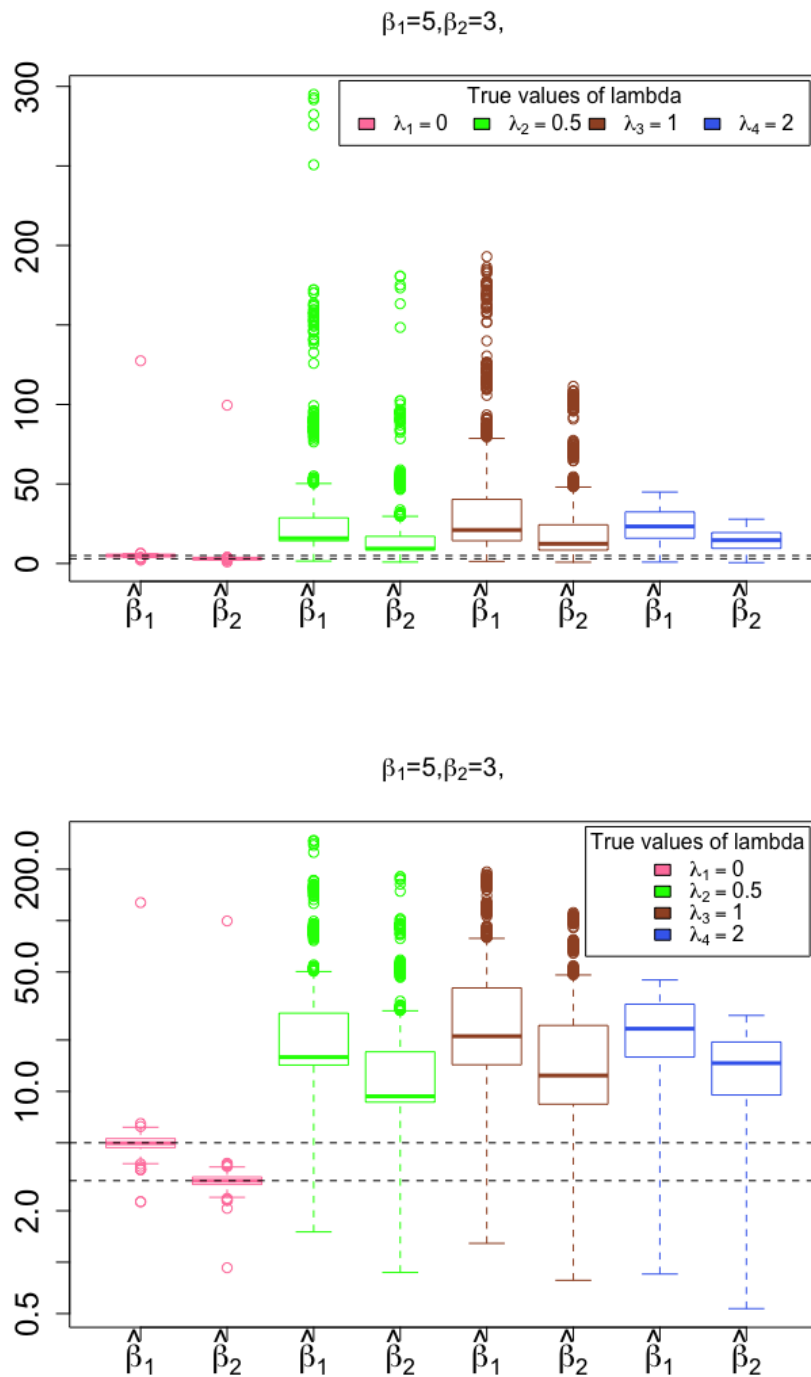 β₁=5,β₂=3,
300
200
100
50
0
True values of lambda
λ₁ = 0 λ₂ = 0.5 λ₃ = 1 λ₄ = 2
β̂₁ β̂₂ β̂₁ β̂₂ β̂₁ β̂₂ β̂₁ β̂₂
β₁=5,β₂=3,
200.0
50.0
10.0
2.0
0.5
True values of lambda
λ₁ = 0
λ₂ = 0.5
λ₃ = 1
λ₄ = 2
β̂₁ β̂₂ β̂₁ β̂₂ β̂₁ β̂₂ β̂₁ β̂₂